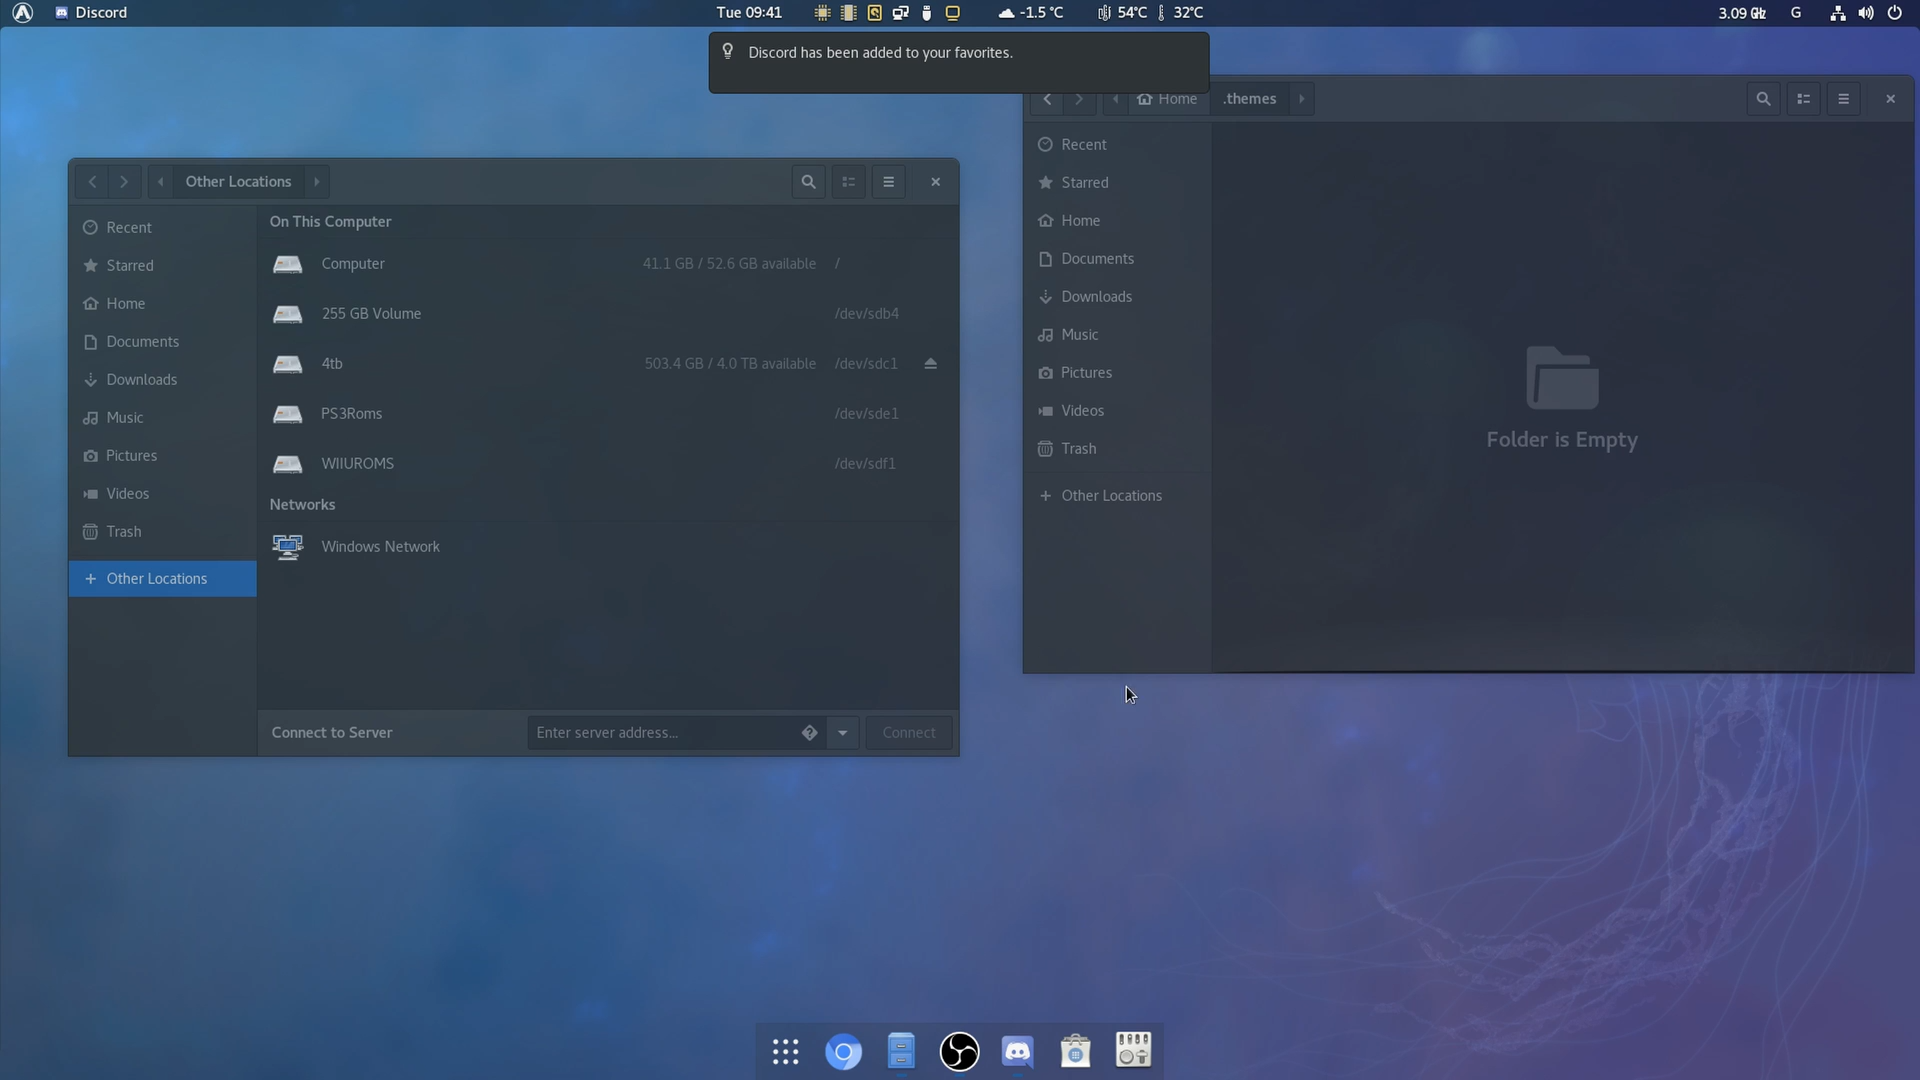 Discord
Tue 09:41
-1.5 °C
54°C
32°C
3.09 GHz
G
Discord has been added to your favorites.
Home
.themes
Recent
Starred
Home
Documents
Downloads
Music
Pictures
Videos
Trash
Other Locations
Folder is Empty
Other Locations
Recent
Starred
Home
Documents
Downloads
Music
Pictures
Videos
Trash
Other Locations
On This Computer
Computer 41.1 GB / 52.6 GB available /
255 GB Volume /dev/sdb4
4tb 503.4 GB / 4.0 TB available /dev/sdc1
PS3Roms /dev/sde1
WIIUROMS /dev/sdf1
Networks
Windows Network
Connect to Server
Enter server address...
Connect